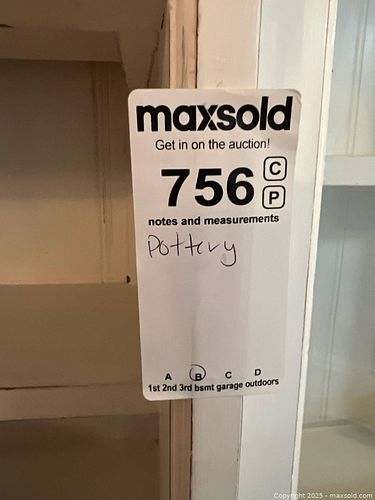 maxsold
Get in on the auction!
756 C
P
notes and measurements
Pottery
A B C D
1st 2nd 3rd bsmt garage outdoors
Copyright 2025 - maxsold.com